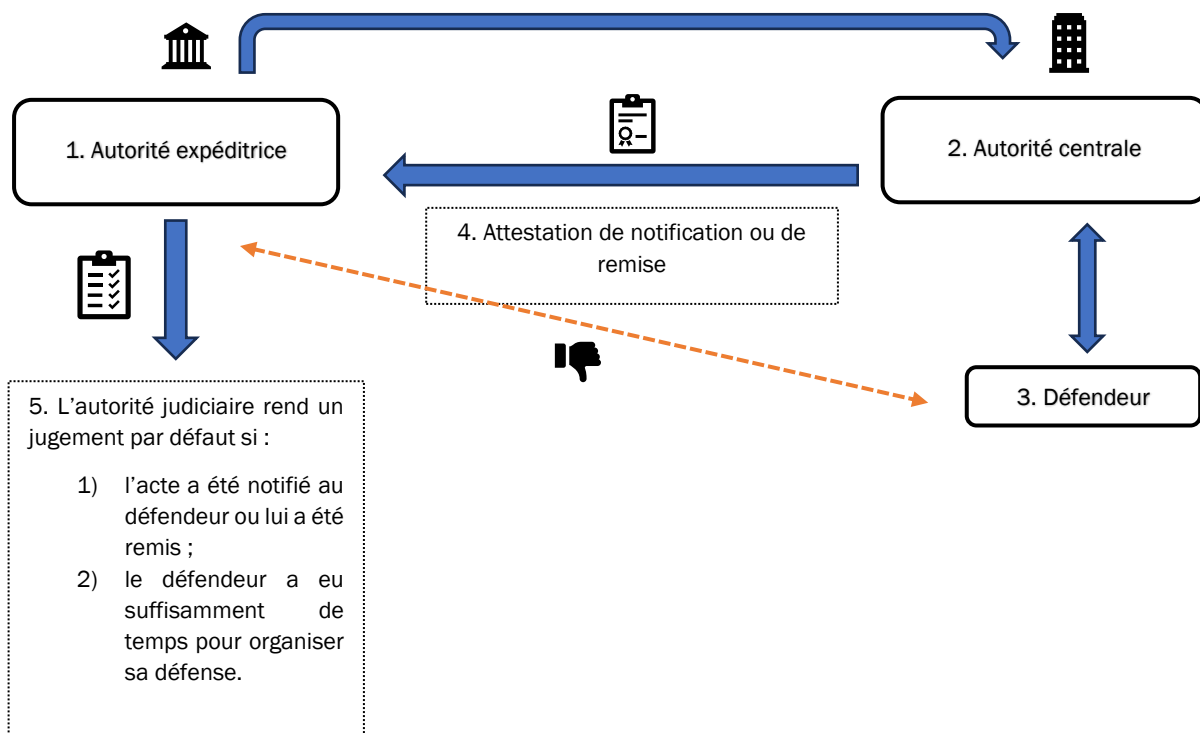 1. Autorité expéditrice
2. Autorité centrale
4. Attestation de notification ou de
remise
3. Défendeur
5. L’autorité judiciaire rend un
jugement par défaut si :
1) l’acte a été notifié au
défendeur ou lui a été
remis ;
2) le défendeur a eu
suffisamment de
temps pour organiser
sa défense.